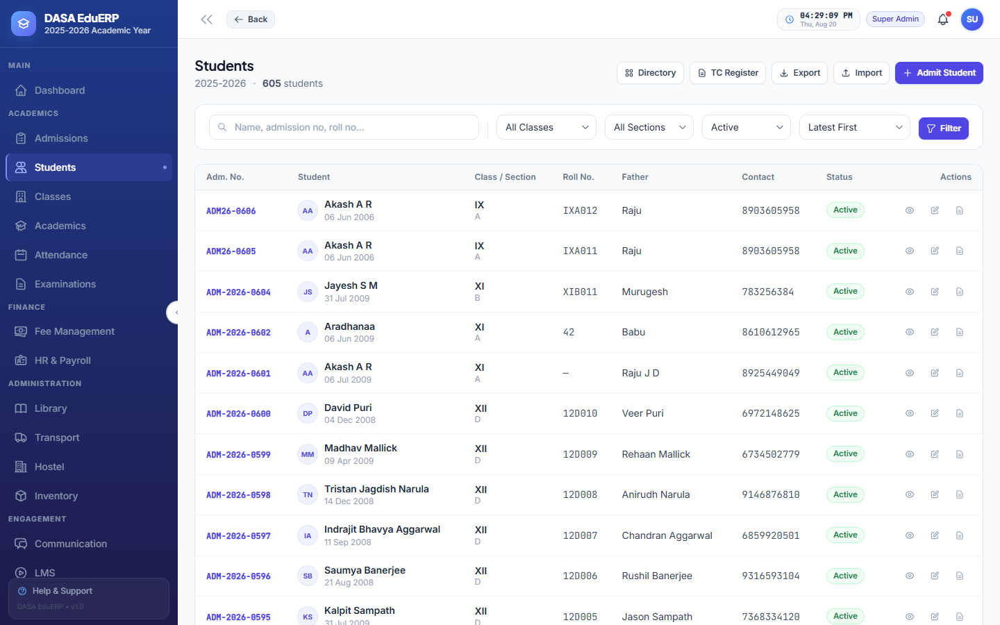 DASA EduERP
2025-2026 Academic Year
MAIN
Dashboard
ACADEMICS
Admissions
Students
Classes
Academics
Attendance
Examinations
FINANCE
Fee Management
HR & Payroll
ADMINISTRATION
Library
Transport
Hostel
Inventory
ENGAGEMENT
Communication
LMS
Help & Support
DASA EduERP • v1.0
Back
04:29:09 PM
Thu, Aug 20
Super Admin
SU
Students
2025-2026 · 605 students
Directory
TC Register
Export
Import
Admit Student
Name, admission no, roll no...
All Classes
All Sections
Active
Latest First
Filter
Adm. No. Student Class / Section Roll No. Father Contact Status Actions
ADM26-0606 AA Akash A R IX IXA012 Raju 8903605958 Active
06 Jun 2006 A
ADM26-0605 AA Akash A R IX IXA011 Raju 8903605958 Active
06 Jun 2006 A
ADM-2026-0604 JS Jayesh S M XI XIB011 Murugesh 783256384 Active
31 Jul 2009 B
ADM-2026-0602 A Aradhanaa XI 42 Babu 8610612965 Active
06 Jun 2009 A
ADM-2026-0601 AA Akash A R XI — Raju J D 8925449049 Active
06 Jul 2009 A
ADM-2026-0600 DP David Puri XII 12D010 Veer Puri 6972148625 Active
04 Dec 2008 D
ADM-2026-0599 MM Madhav Mallick XII 12D009 Rehaan Mallick 6734502779 Active
09 Apr 2009 D
ADM-2026-0598 TN Tristan Jagdish Narula XII 12D008 Anirudh Narula 9146876810 Active
14 Dec 2008 D
ADM-2026-0597 IA Indrajit Bhavya Aggarwal XII 12D007 Chandran Aggarwal 6859920501 Active
11 Sep 2008 D
ADM-2026-0596 SB Saumya Banerjee XII 12D006 Rushil Banerjee 9316593104 Active
21 Aug 2008 D
ADM-2026-0595 KS Kalpit Sampath XII 12D005 Jason Sampath 7368334120 Active
31 Jul 2009 D